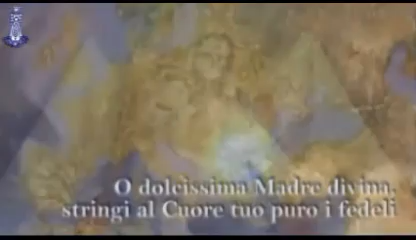 O dolcissima Madre divina,
stringi al Cuore tuo puro i fedeli